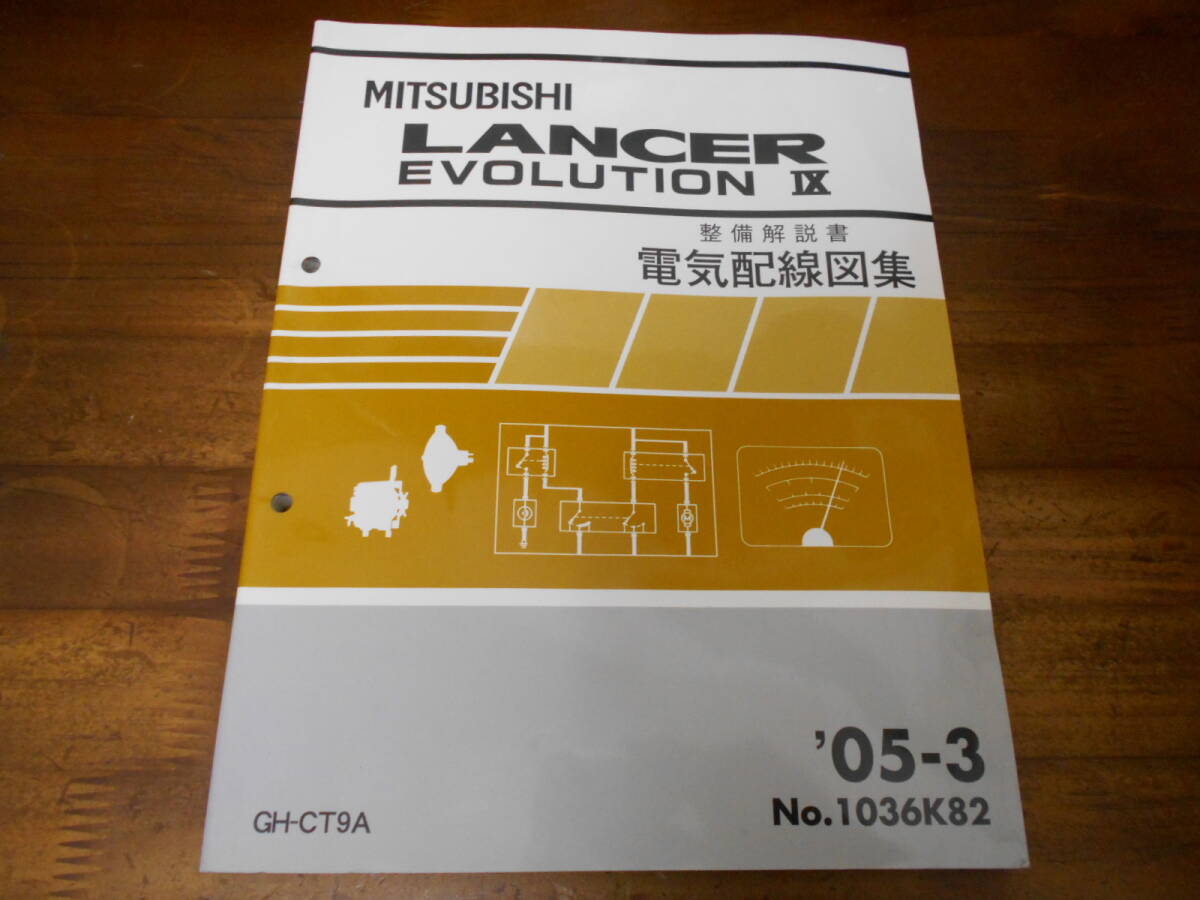 MITSUBISHI
LANCER
EVOLUTION IX
整備解説書
電気配線図集
M
'05-3
No.1036K82
GH-CT9A